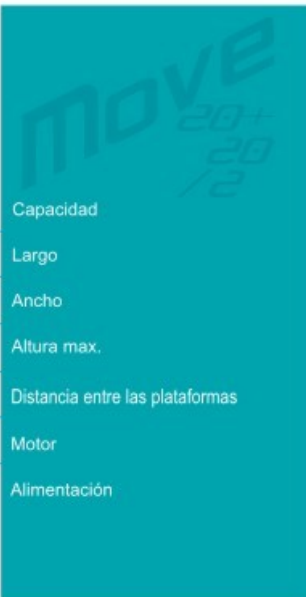 move
20+
20
/2
Capacidad
Largo
Ancho
Altura max.
Distancia entre las plataformas
Motor
Alimentación